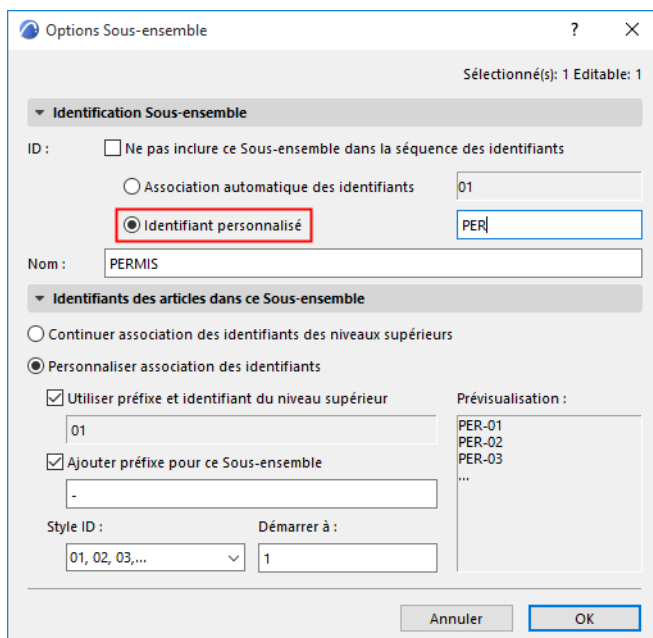 Options Sous-ensemble
?
Sélectionné(s): 1 Editable: 1
Identification Sous-ensemble
ID :
Ne pas inclure ce Sous-ensemble dans la séquence des identifiants
Association automatique des identifiants
01
Identifiant personnalisé
PER
Nom :
PERMIS
Identifiants des articles dans ce Sous-ensemble
Continuer association des identifiants des niveaux supérieurs
Personnaliser association des identifiants
Utiliser préfixe et identifiant du niveau supérieur
Prévisualisation :
01
PER-01
PER-02
PER-03
...
Ajouter préfixe pour ce Sous-ensemble
-
Style ID :
Démarrer à :
01, 02, 03,...
1
Annuler
OK